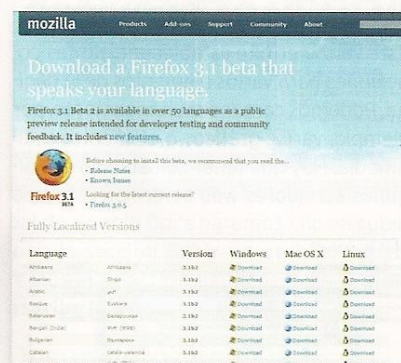 mozilla
Products Add-ons Support Community About
Download a Firefox 3.1 beta that
speaks your language.
Firefox 3.1 Beta 2 is available in over 50 languages as a public
preview release intended for developer testing and community
feedback. It includes new features.
Before choosing to install this beta, we recommend that you read the...
• Release Notes
• Known Issues
Firefox 3.1
BETA
Looking for the latest current release?
• Firefox 3.0.5
Fully Localized Versions
Language Version Windows Mac OS X Linux
Afrikaans Afrikaans 3.1b2 Download Download Download
Albanian Shqip 3.1b2 Download Download Download
Arabic عربي 3.1b2 Download Download Download
Basque Euskara 3.1b2 Download Download Download
Belarusian Беларуская 3.1b2 Download Download Download
Bengali (India) 3.1b2 Download Download Download
Bulgarian Български 3.1b2 Download Download Download
Catalan català-valencià 3.1b2 Download Download Download